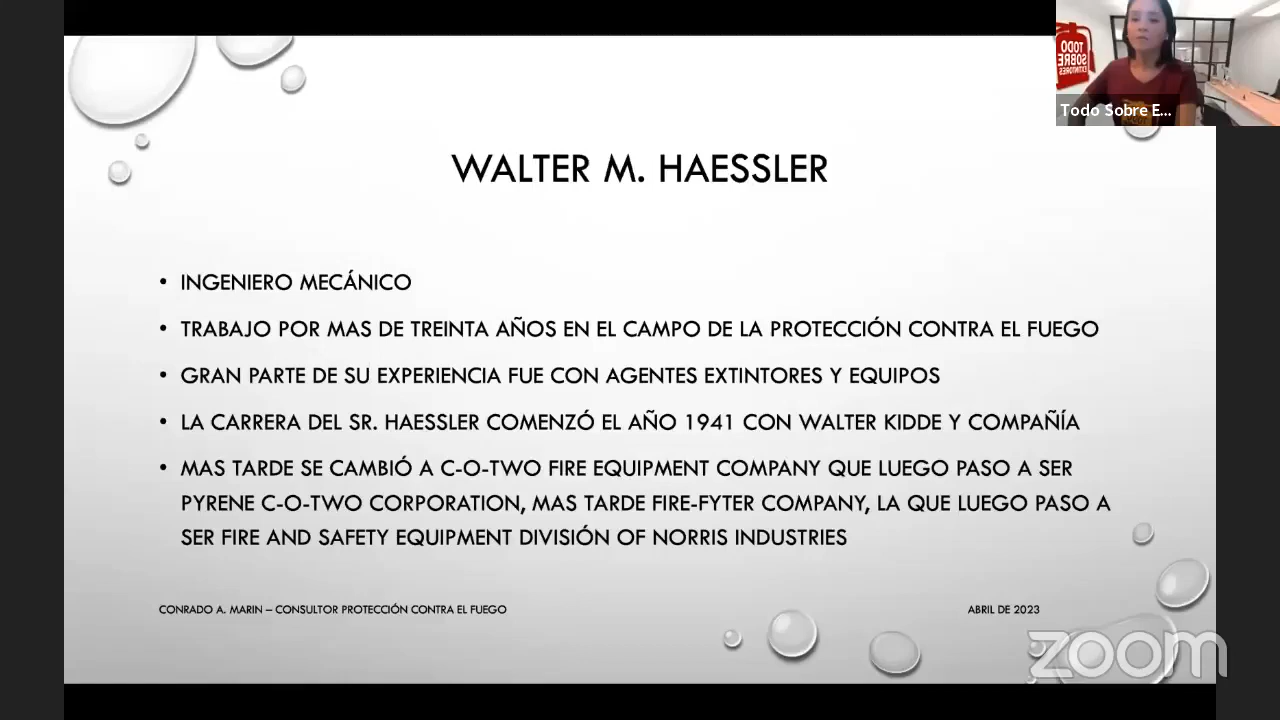 TODO
SOBRE
EXTINTORES
Todo Sobre E...
WALTER M. HAESSLER
• INGENIERO MECÁNICO
• TRABAJO POR MAS DE TREINTA AÑOS EN EL CAMPO DE LA PROTECCIÓN CONTRA EL FUEGO
• GRAN PARTE DE SU EXPERIENCIA FUE CON AGENTES EXTINTORES Y EQUIPOS
• LA CARRERA DEL SR. HAESSLER COMENZÓ EL AÑO 1941 CON WALTER KIDDE Y COMPAÑÍA
• MAS TARDE SE CAMBIÓ A C-O-TWO FIRE EQUIPMENT COMPANY QUE LUEGO PASO A SER
PYRENE C-O-TWO CORPORATION, MAS TARDE FIRE-FYTER COMPANY, LA QUE LUEGO PASO A
SER FIRE AND SAFETY EQUIPMENT DIVISIÓN OF NORRIS INDUSTRIES
CONRADO A. MARIN – CONSULTOR PROTECCIÓN CONTRA EL FUEGO
ABRIL DE 2023
zoom